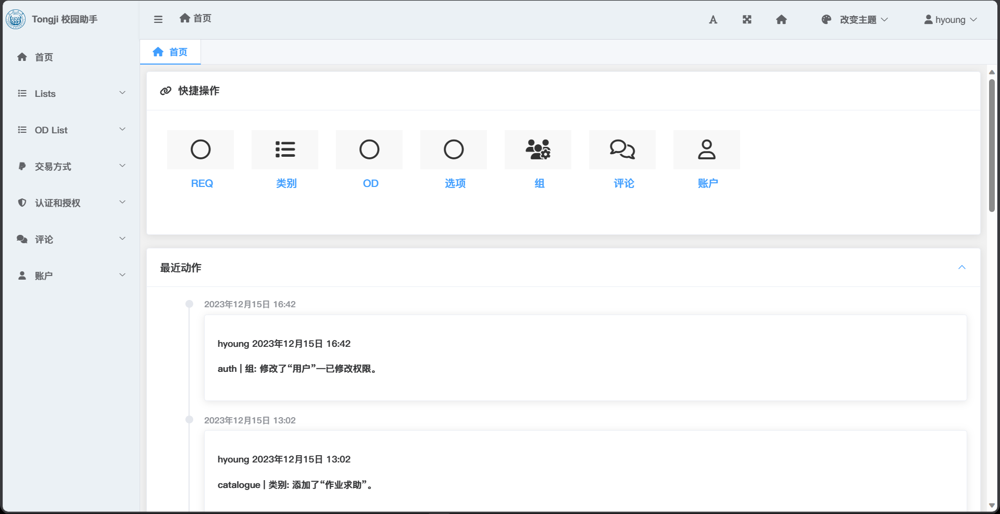 Tongji 校园助手
首页
改变主题
hyoung
首页
Lists
OD List
交易方式
认证和授权
评论
账户
首页
快捷操作
REQ
类别
OD
选项
组
评论
账户
最近动作
2023年12月15日 16:42
hyoung 2023年12月15日 16:42
auth | 组: 修改了“用户”—已修改权限。
2023年12月15日 13:02
hyoung 2023年12月15日 13:02
catalogue | 类别: 添加了“作业求助”。